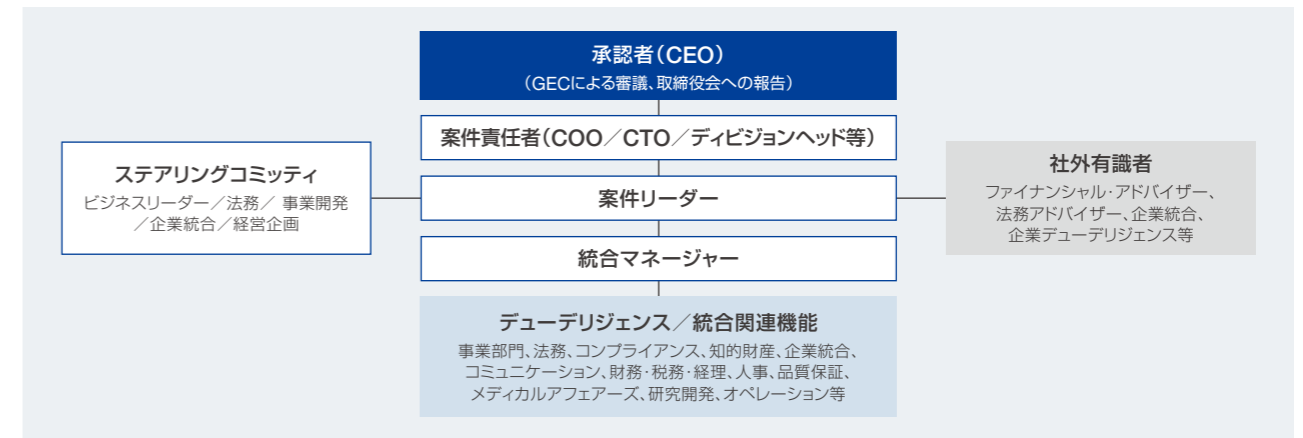 承認者（CEO）
（GECによる審議、取締役会への報告）
案件責任者（COO／CTO／ディビジョンヘッド等）
ステアリングコミッティ
ビジネスリーダー／法務／ 事業開発
／企業統合／経営企画
案件リーダー
社外有識者
ファイナンシャル・アドバイザー、
法務アドバイザー、企業統合、
企業デューデリジェンス等
統合マネージャー
デューデリジェンス／統合関連機能
事業部門、法務、コンプライアンス、知的財産、企業統合、
コミュニケーション、財務・税務・経理、人事、品質保証、
メディカルアフェアーズ、研究開発、オペレーション等